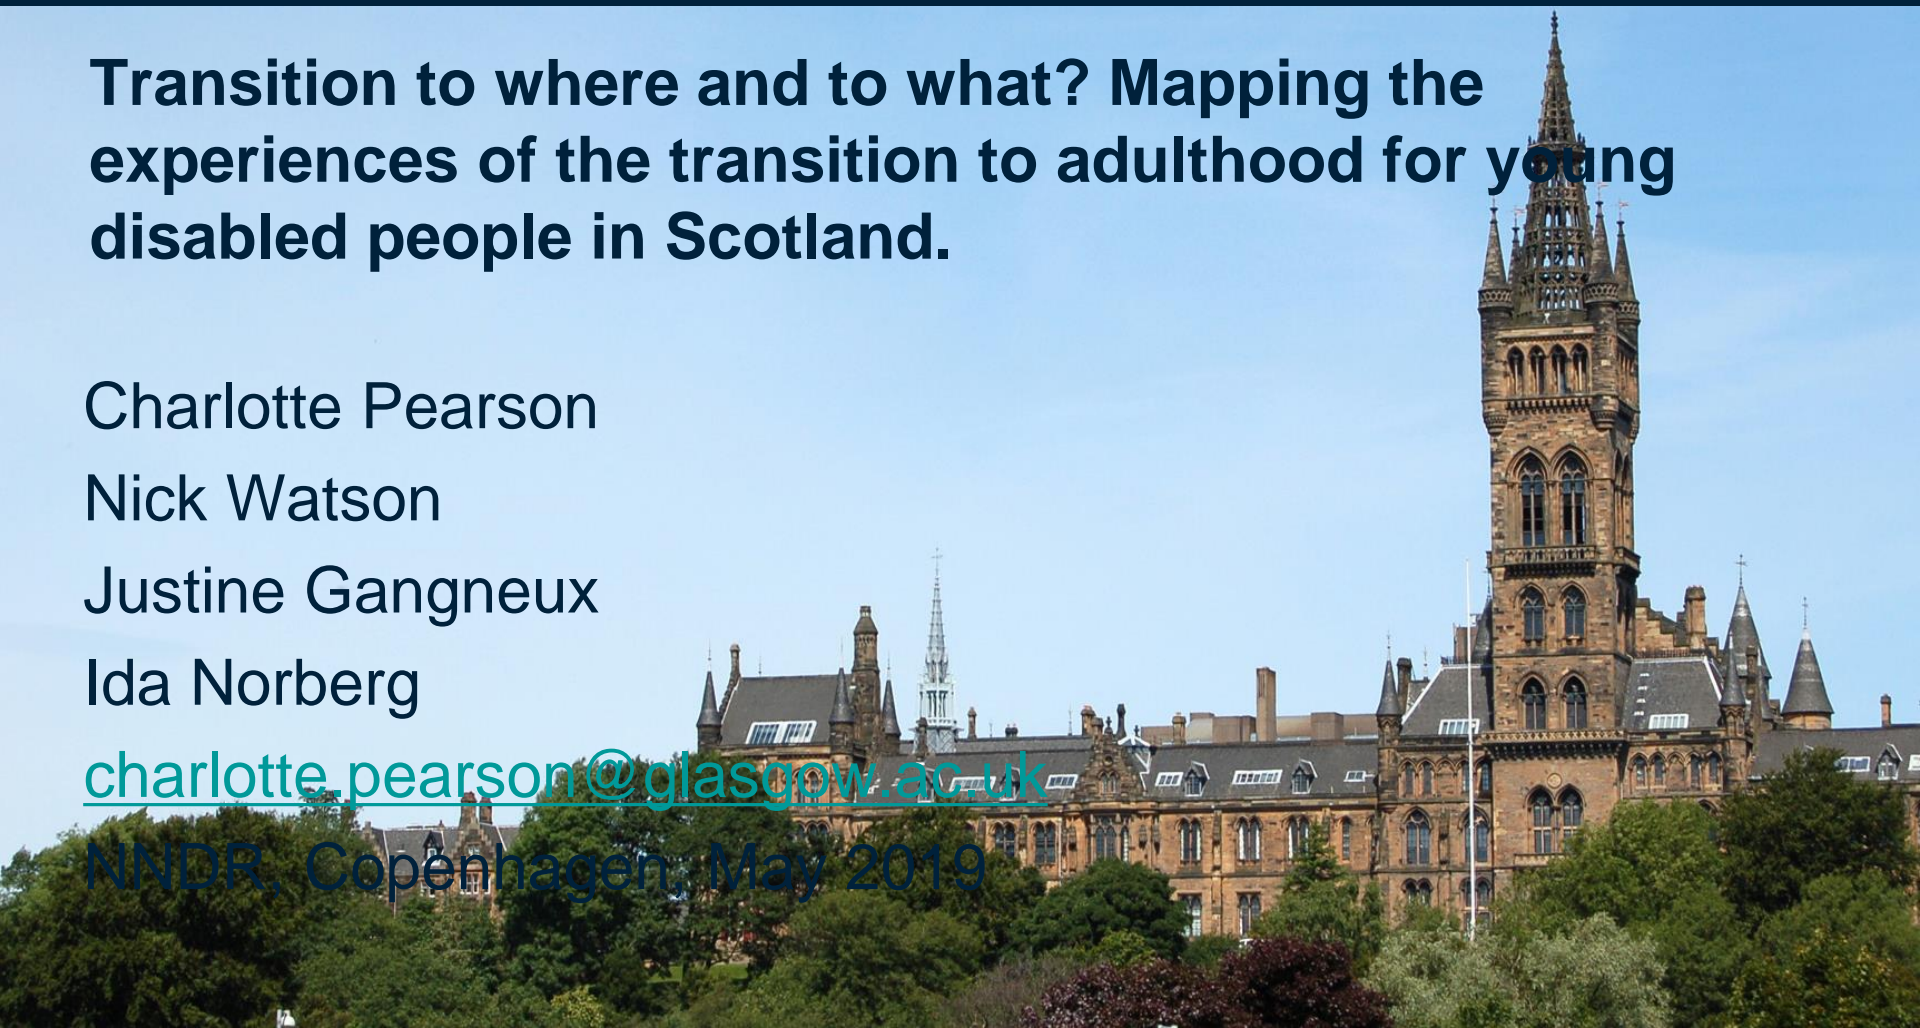 Transition to where and to what? Mapping the
experiences of the transition to adulthood for young
disabled people in Scotland.
Charlotte Pearson
Nick Watson
Justine Gangneux
Ida Norberg
charlotte.pearson@glasgow.ac.uk
NNDR, Copenhagen, May 2019